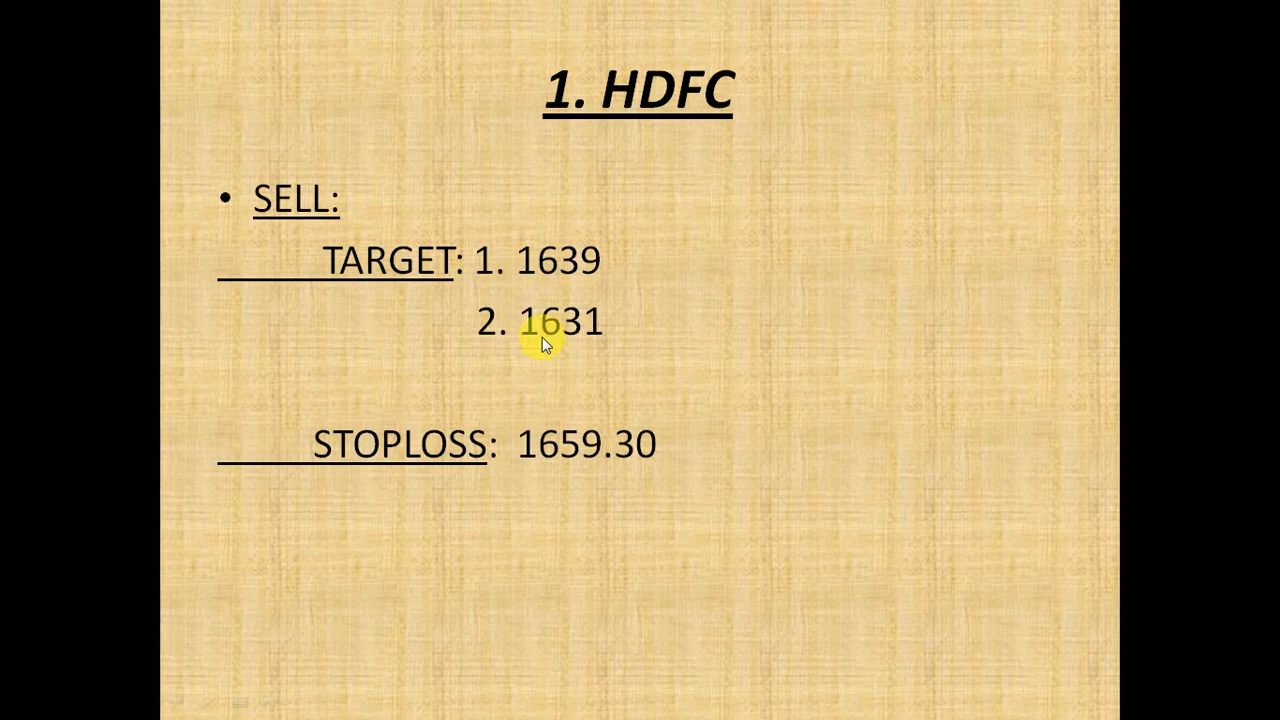 1. HDFC
• SELL:
TARGET: 1. 1639
2. 1631
STOPLOSS: 1659.30